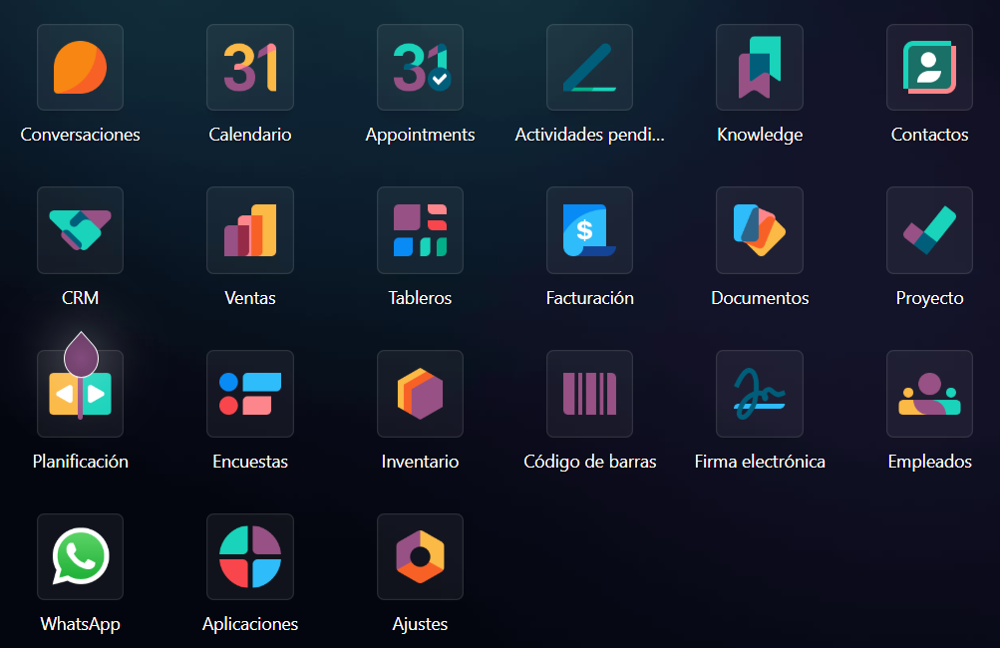 Conversaciones
31
Calendario
31
Appointments
Actividades pendi...
Knowledge
Contactos
CRM
Ventas
Tableros
$
Facturación
Documentos
Proyecto
Planificación
Encuestas
Inventario
Código de barras
Firma electrónica
Empleados
WhatsApp
Aplicaciones
Ajustes